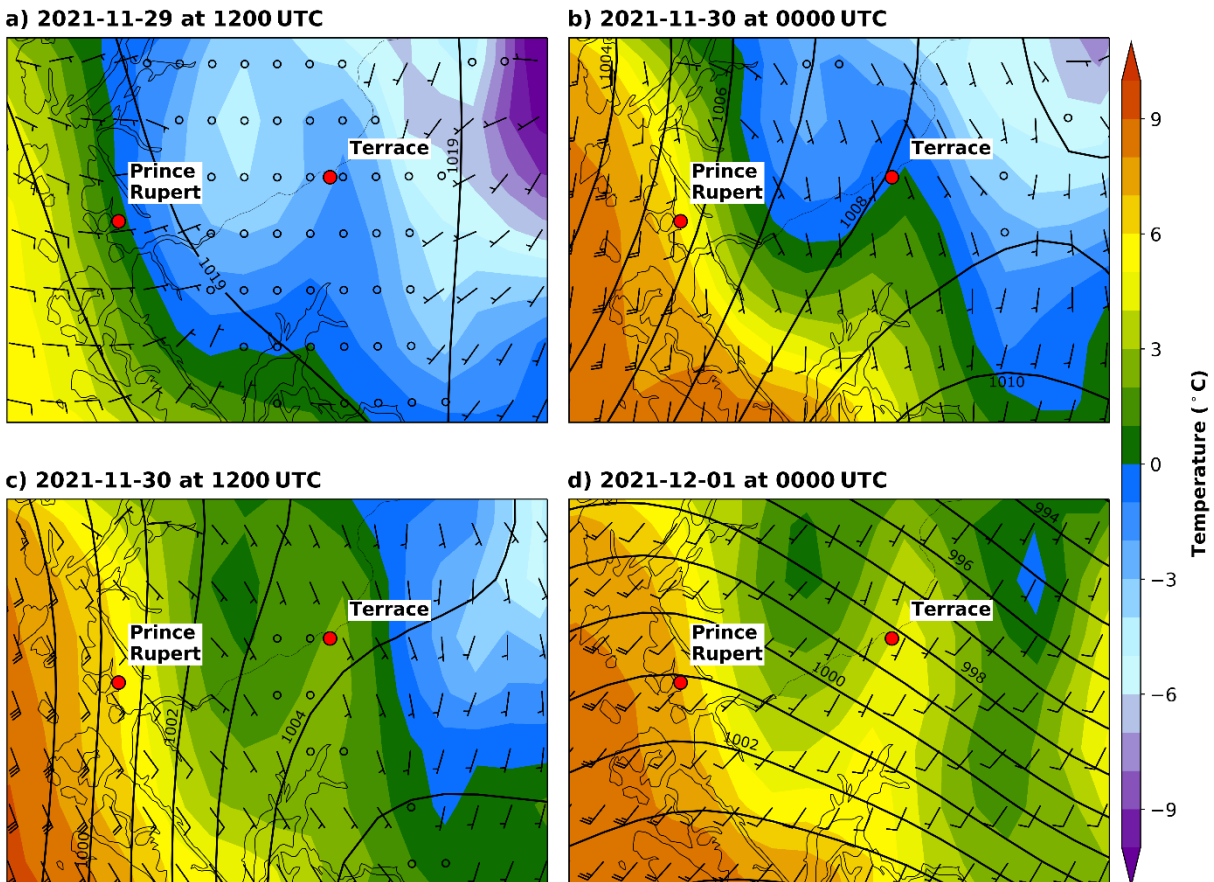 a) 2021-11-29 at 1200 UTC
Prince
Rupert
Terrace
1019
1019
b) 2021-11-30 at 0000 UTC
1004
1006
Prince
Rupert
Terrace
1008
1010
c) 2021-11-30 at 1200 UTC
Prince
Rupert
Terrace
1002
1004
1000
d) 2021-12-01 at 0000 UTC
994
996
Prince
Rupert
Terrace
1000
998
1002
9
6
3
0
−3
−6
−9
Temperature (°C)